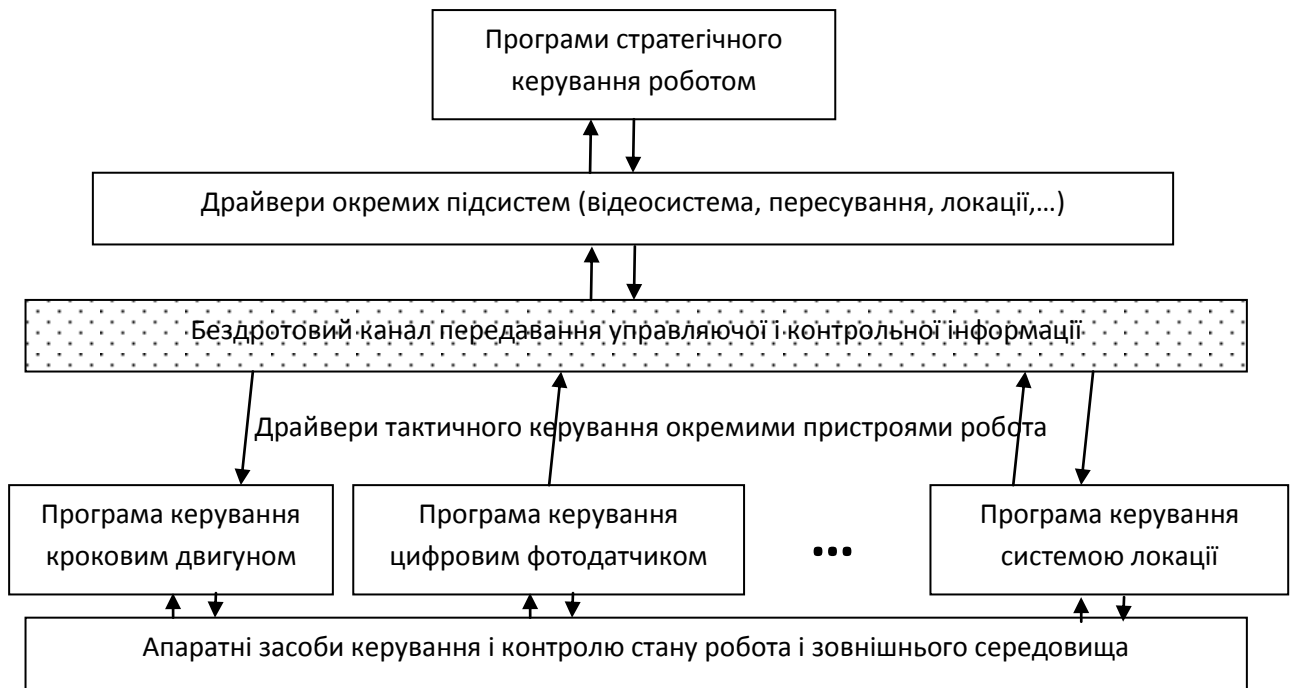 Програми стратегічного
керування роботом
Драйвери окремих підсистем (відеосистема, пересування, локації,...)
Бездротовий канал передавання управляючої і контрольної інформації
Драйвери тактичного керування окремими пристроями робота
Програма керування
кроковим двигуном
Програма керування
цифровим фотодатчиком
...
Програма керування
системою локації
Апаратні засоби керування і контролю стану робота і зовнішнього середовища